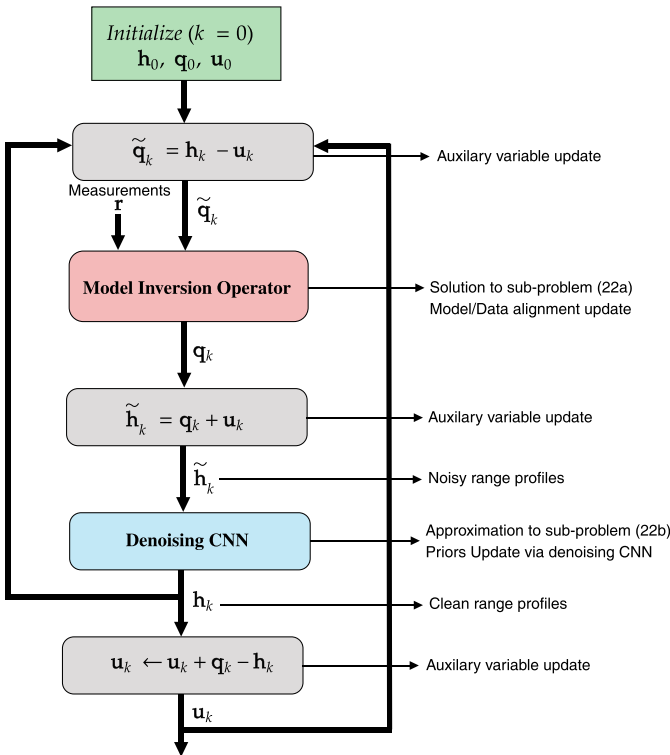 Initialize (k = 0)
h₀, q₀, u₀
q̃ₖ = hₖ − uₖ
Auxilary variable update
Measurements
r
q̃ₖ
Model Inversion Operator
Solution to sub-problem (22a)
Model/Data alignment update
qₖ
h̃ₖ = qₖ + uₖ
Auxilary variable update
h̃ₖ
Noisy range profiles
Denoising CNN
Approximation to sub-problem (22b)
Priors Update via denoising CNN
hₖ
Clean range profiles
uₖ ← uₖ + qₖ − hₖ
Auxilary variable update
uₖ